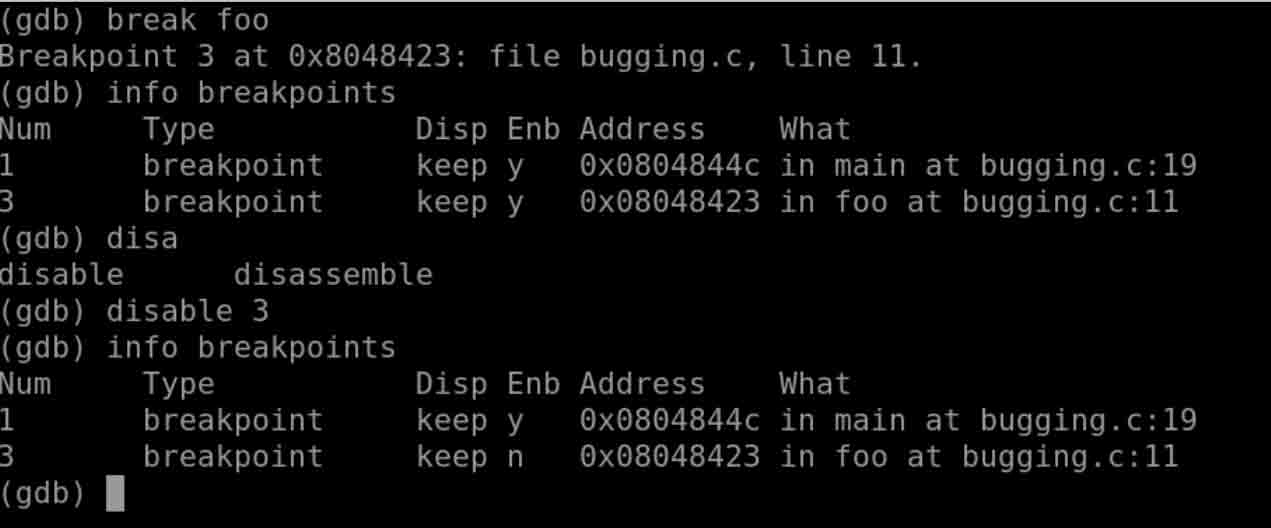 (gdb) break foo
Breakpoint 3 at 0x8048423: file bugging.c, line 11.
(gdb) info breakpoints
Num     Type           Disp Enb Address    What
1       breakpoint     keep y   0x0804844c in main at bugging.c:19
3       breakpoint     keep y   0x08048423 in foo at bugging.c:11
(gdb) disa
disable      disassemble
(gdb) disable 3
(gdb) info breakpoints
Num     Type           Disp Enb Address    What
1       breakpoint     keep y   0x0804844c in main at bugging.c:19
3       breakpoint     keep n   0x08048423 in foo at bugging.c:11
(gdb)